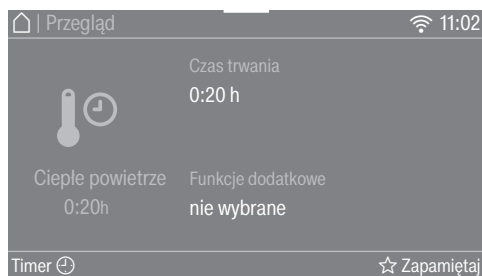 | Przegląd 11:02
Czas trwania
0:20 h
Ciepłe powietrze
0:20h
Funkcje dodatkowe
nie wybrane
Timer
Zapamiętaj